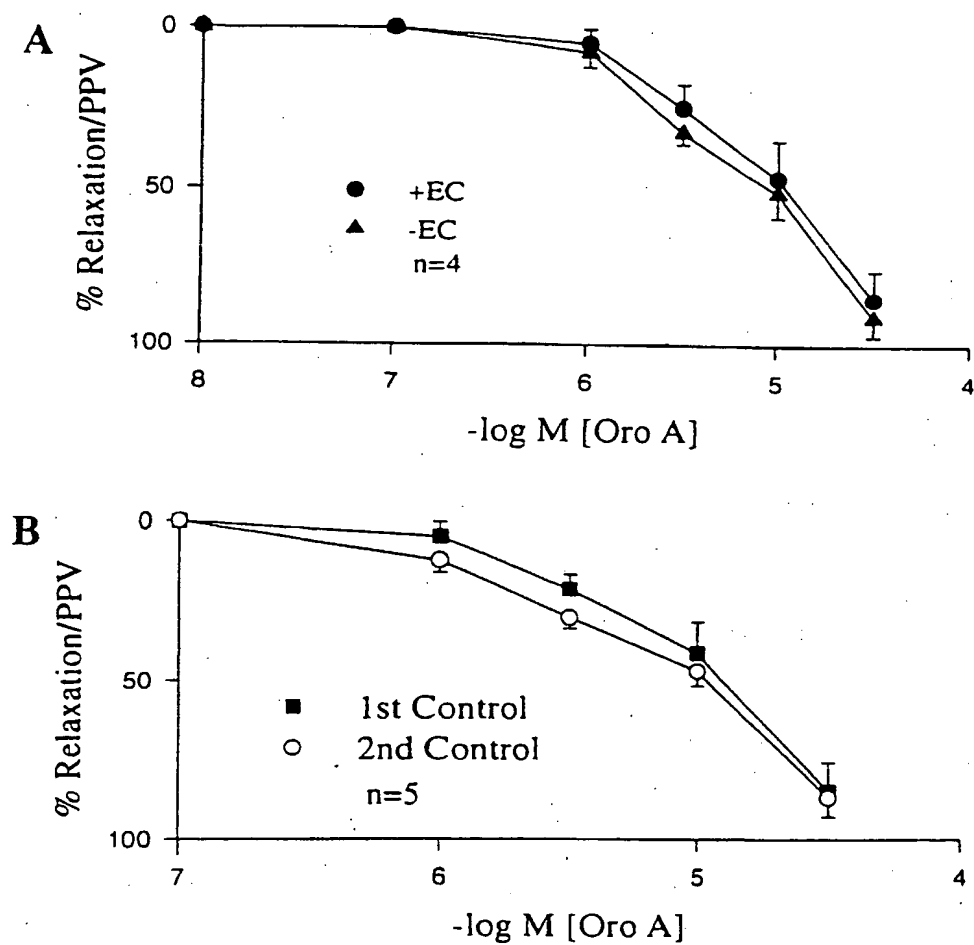 A
% Relaxation/PPV
0
50
100
+EC
-EC
n=4
8 7 6 5 4
-log M [Oro A]
B
% Relaxation/PPV
0
50
100
1st Control
2nd Control
n=5
7 6 5 4
-log M [Oro A]